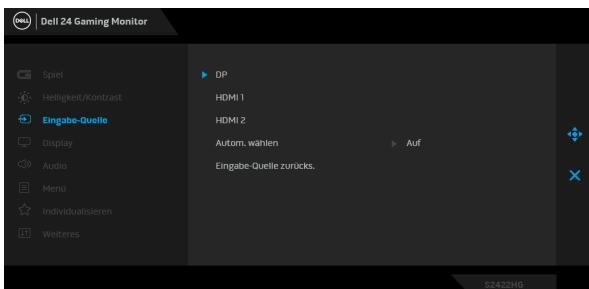 DELL Dell 24 Gaming Monitor
Spiel
Helligkeit/Kontrast
Eingabe-Quelle
Display
Audio
Menü
Individualisieren
Weiteres
DP
HDMI 1
HDMI 2
Autom. wählen Auf
Eingabe-Quelle zurücks.
S2422HG